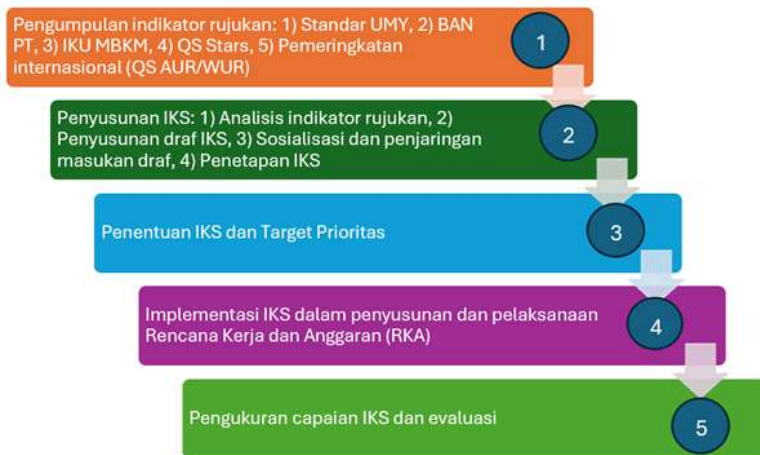 Pengumpulan indikator rujukan: 1) Standar UMY, 2) BAN
PT, 3) IKU MBKM, 4) QS Stars, 5) Pemeringkatan
internasional (QS AUR/WUR)
1
Penyusunan IKS: 1) Analisis indikator rujukan, 2)
Penyusunan draf IKS, 3) Sosialisasi dan penjaringan
masukan draf, 4) Penetapan IKS
2
Penentuan IKS dan Target Prioritas
3
Implementasi IKS dalam penyusunan dan pelaksanaan
Rencana Kerja dan Anggaran (RKA)
4
Pengukuran capaian IKS dan evaluasi
5